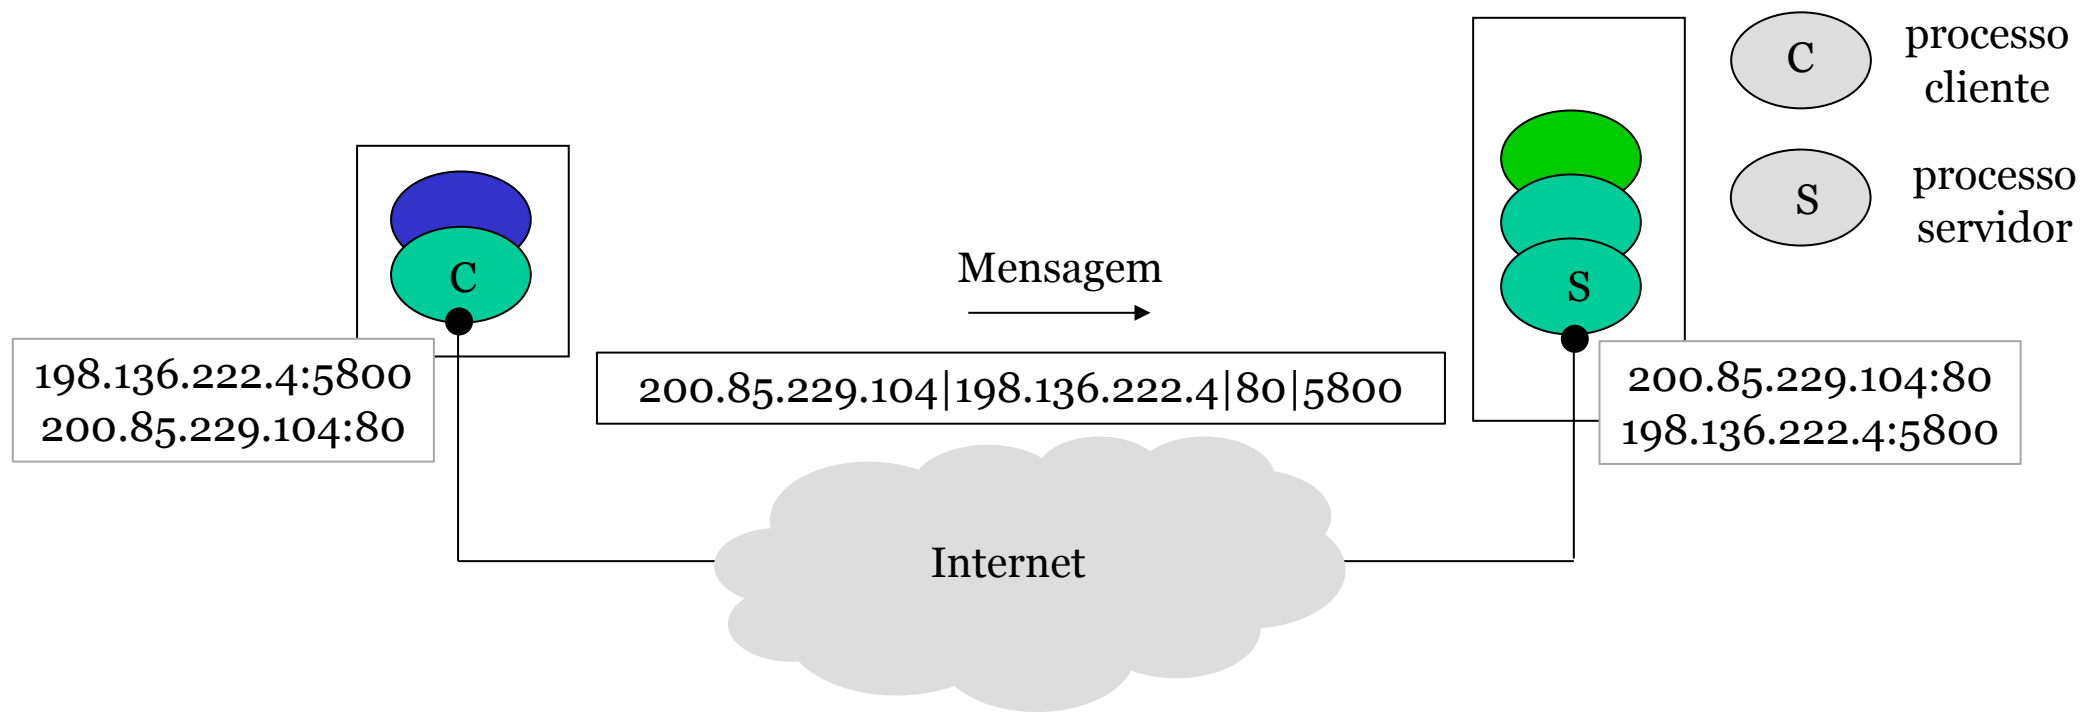 C
processo
cliente
S
processo
servidor
C
Mensagem
S
198.136.222.4:5800
200.85.229.104:80
200.85.229.104|198.136.222.4|80|5800
200.85.229.104:80
198.136.222.4:5800
Internet